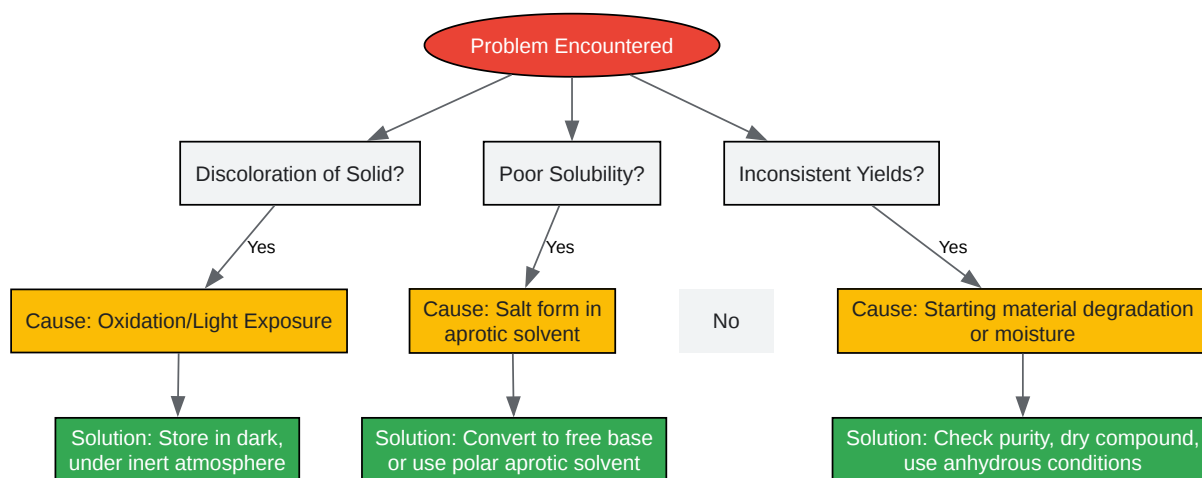 Problem Encountered
Discoloration of Solid?
Poor Solubility?
Inconsistent Yields?
Yes
Yes
Yes
Cause: Oxidation/Light Exposure
Cause: Salt form in
aprotic solvent
No
Cause: Starting material degradation
or moisture
Solution: Store in dark,
under inert atmosphere
Solution: Convert to free base
or use polar aprotic solvent
Solution: Check purity, dry compound,
use anhydrous conditions